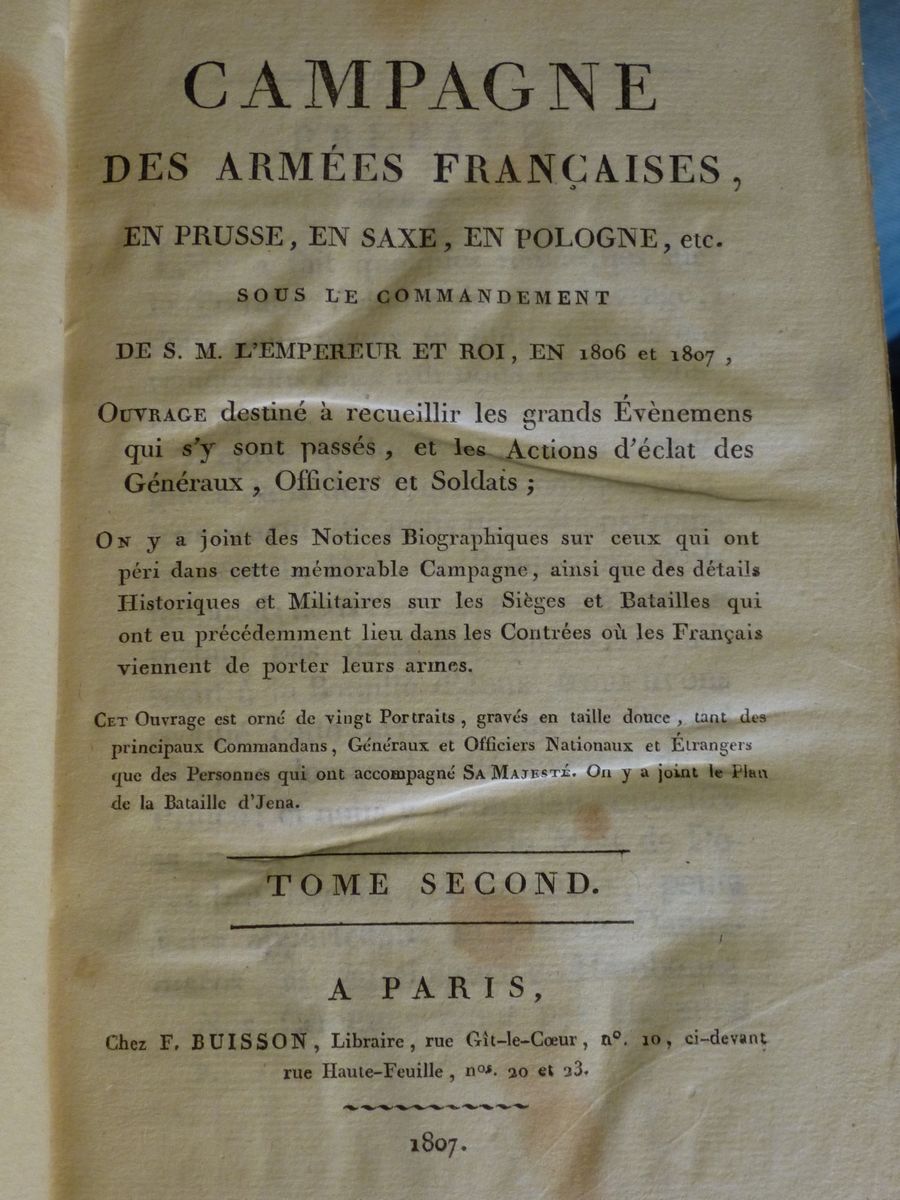 CAMPAGNE
DES ARMÉES FRANÇAISES,
EN PRUSSE, EN SAXE, EN POLOGNE, etc.
SOUS LE COMMANDEMENT
DE S. M. L'EMPEREUR ET ROI, EN 1806 et 1807,
OUVRAGE destiné à recueillir les grands Évènemens
qui s'y sont passés, et les Actions d'éclat des
Généraux, Officiers et Soldats;
ON y a joint des Notices Biographiques sur ceux qui ont
péri dans cette mémorable Campagne, ainsi que des détails
Historiques et Militaires sur les Sièges et Batailles qui
ont eu précédemment lieu dans les Contrées où les Français
viennent de porter leurs armes.
CET Ouvrage est orné de vingt Portraits, gravés en taille douce, tant des
principaux Commandans, Généraux et Officiers Nationaux et Étrangers
que des Personnes qui ont accompagné SA MAJESTÉ. On y a joint le Plan
de la Bataille d'Jena.
TOME SECOND.
A PARIS,
Chez F. BUISSON, Libraire, rue Gît-le-Cœur, nº. 10, ci-devant
rue Haute-Feuille, nos. 20 et 23.
1807.